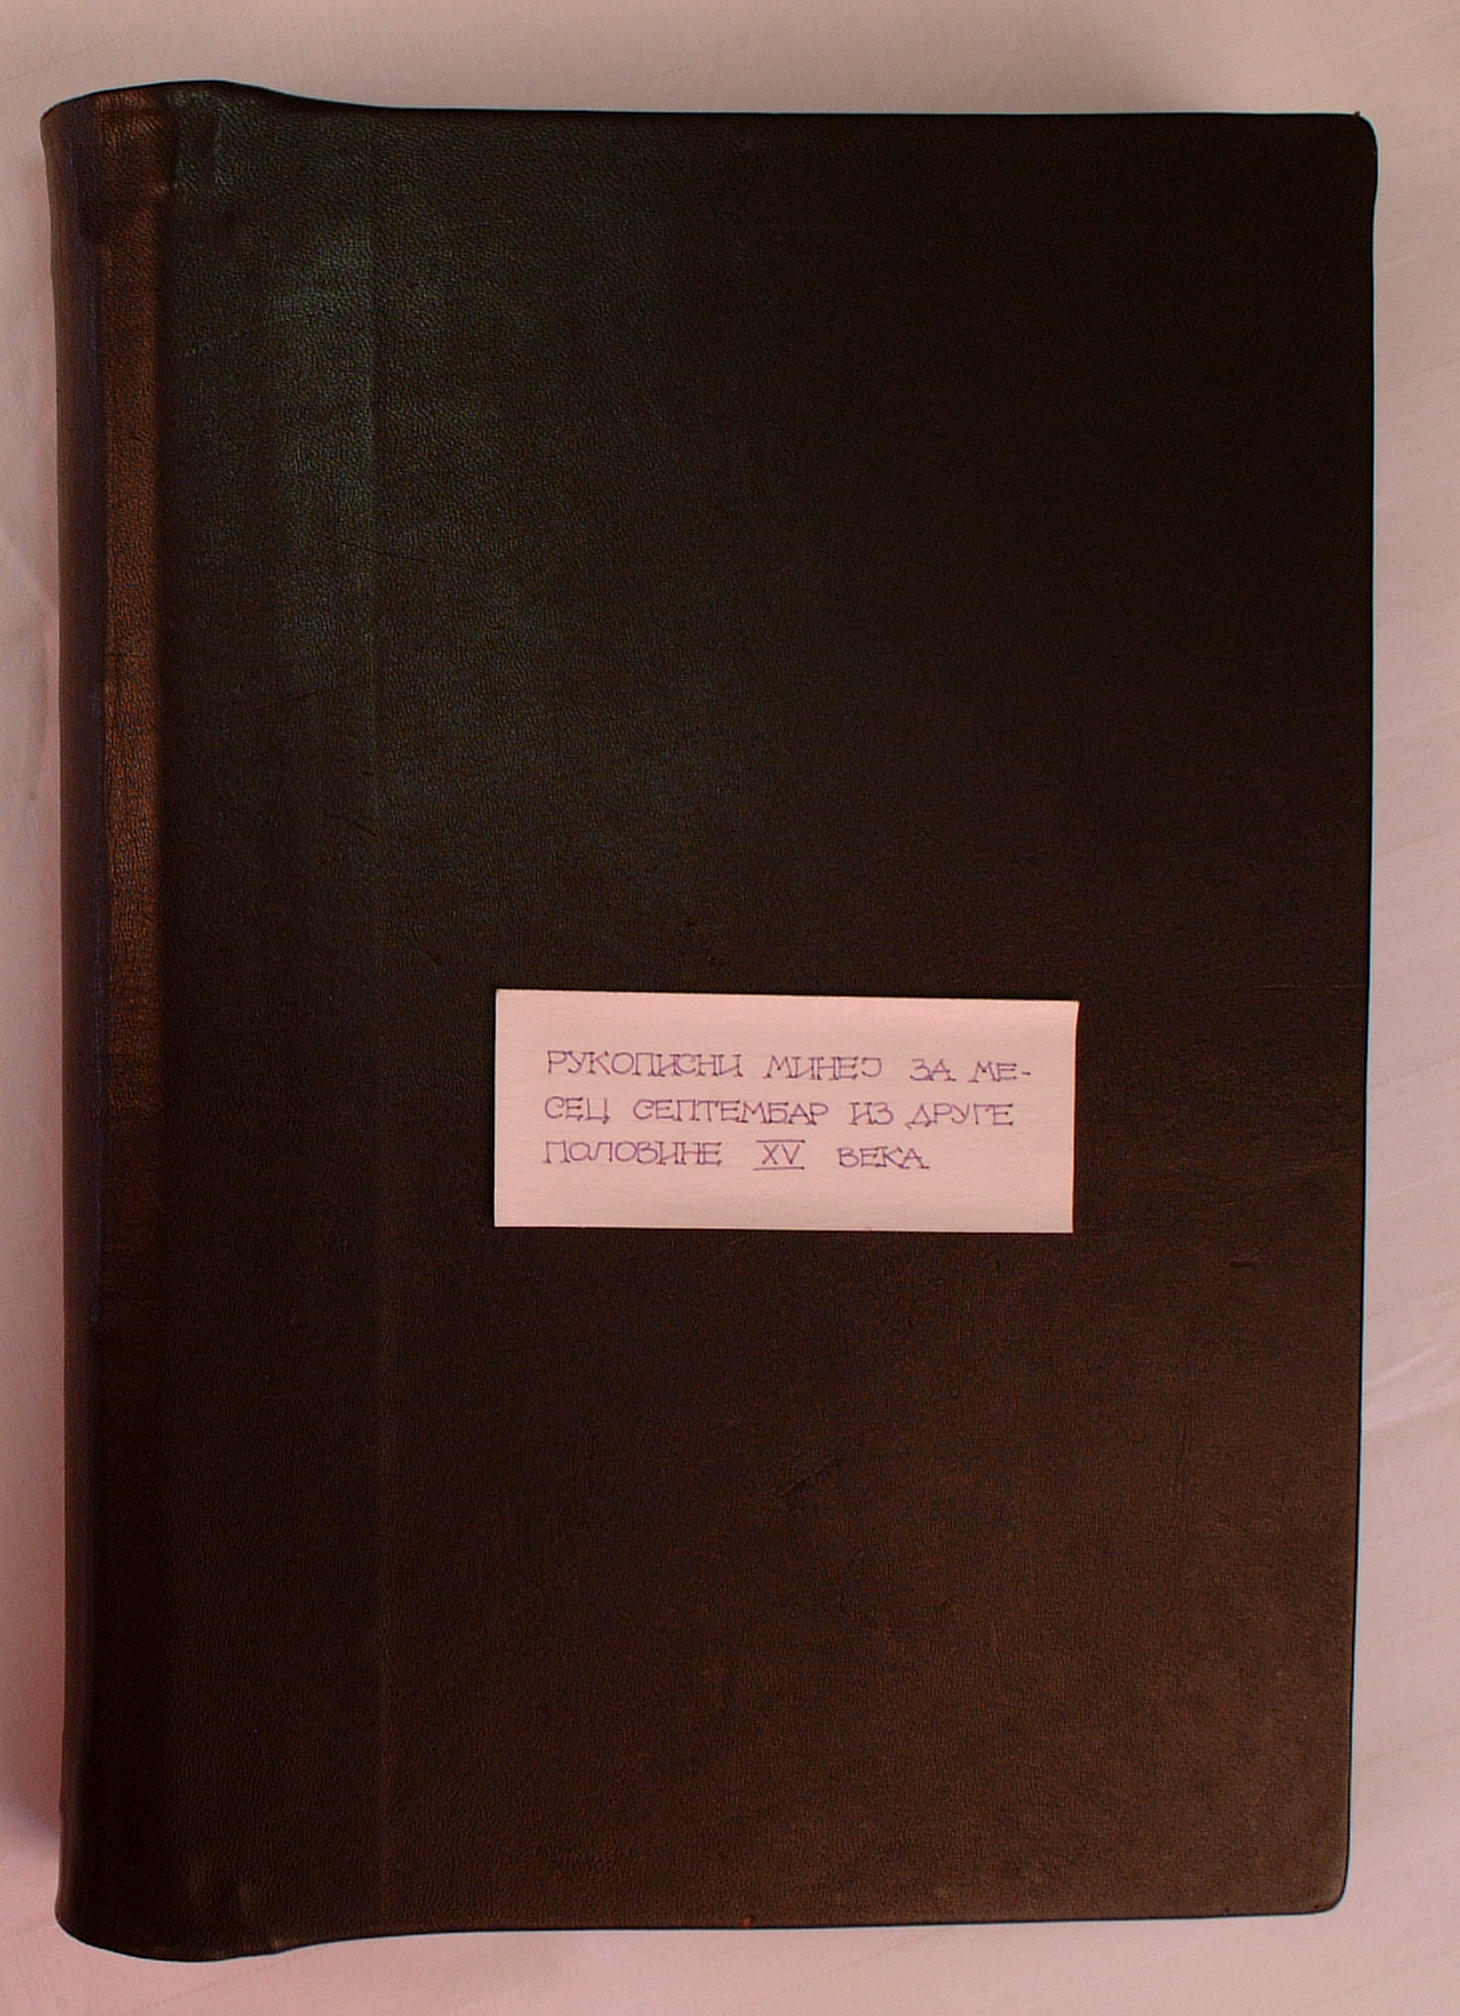 РУКОПИСНИ МИНЕЈ ЗА МЕ-
СЕЦ СЕПТЕМБАР ИЗ ДРУГЕ
ПОЛОВИНЕ XV ВЕКА